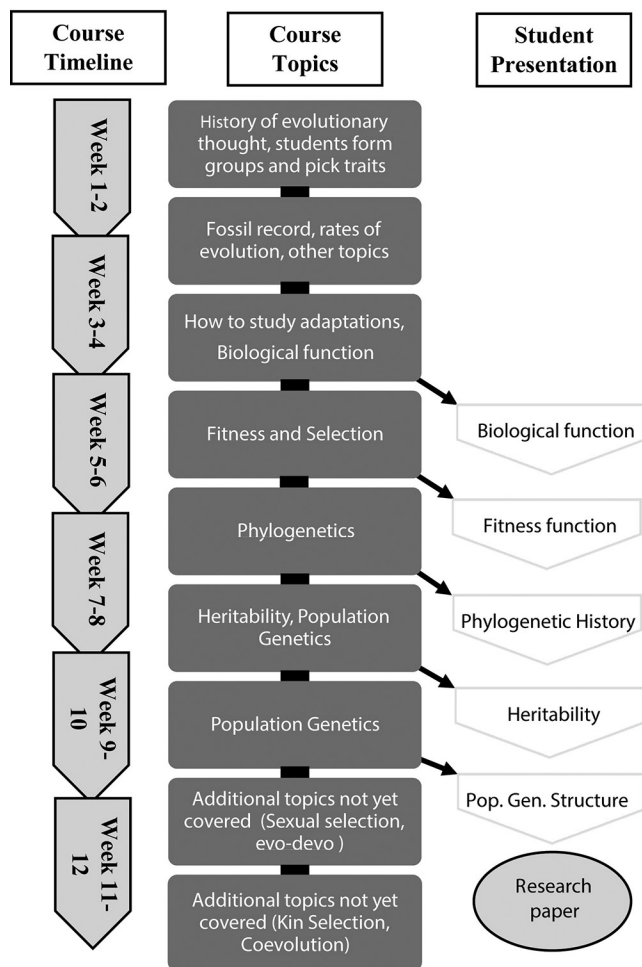 Course
Timeline
Course
Topics
Student
Presentation
Week 1-2
Week 3-4
Week 5-6
Week 7-8
Week 9-
10
Week 11-
12
History of evolutionary
thought, students form
groups and pick traits
Fossil record, rates of
evolution, other topics
How to study adaptations,
Biological function
Fitness and Selection
Phylogenetics
Heritability, Population
Genetics
Population Genetics
Additional topics not yet
covered (Sexual selection,
evo-devo )
Additional topics not yet
covered (Kin Selection,
Coevolution)
Biological function
Fitness function
Phylogenetic History
Heritability
Pop. Gen. Structure
Research
paper